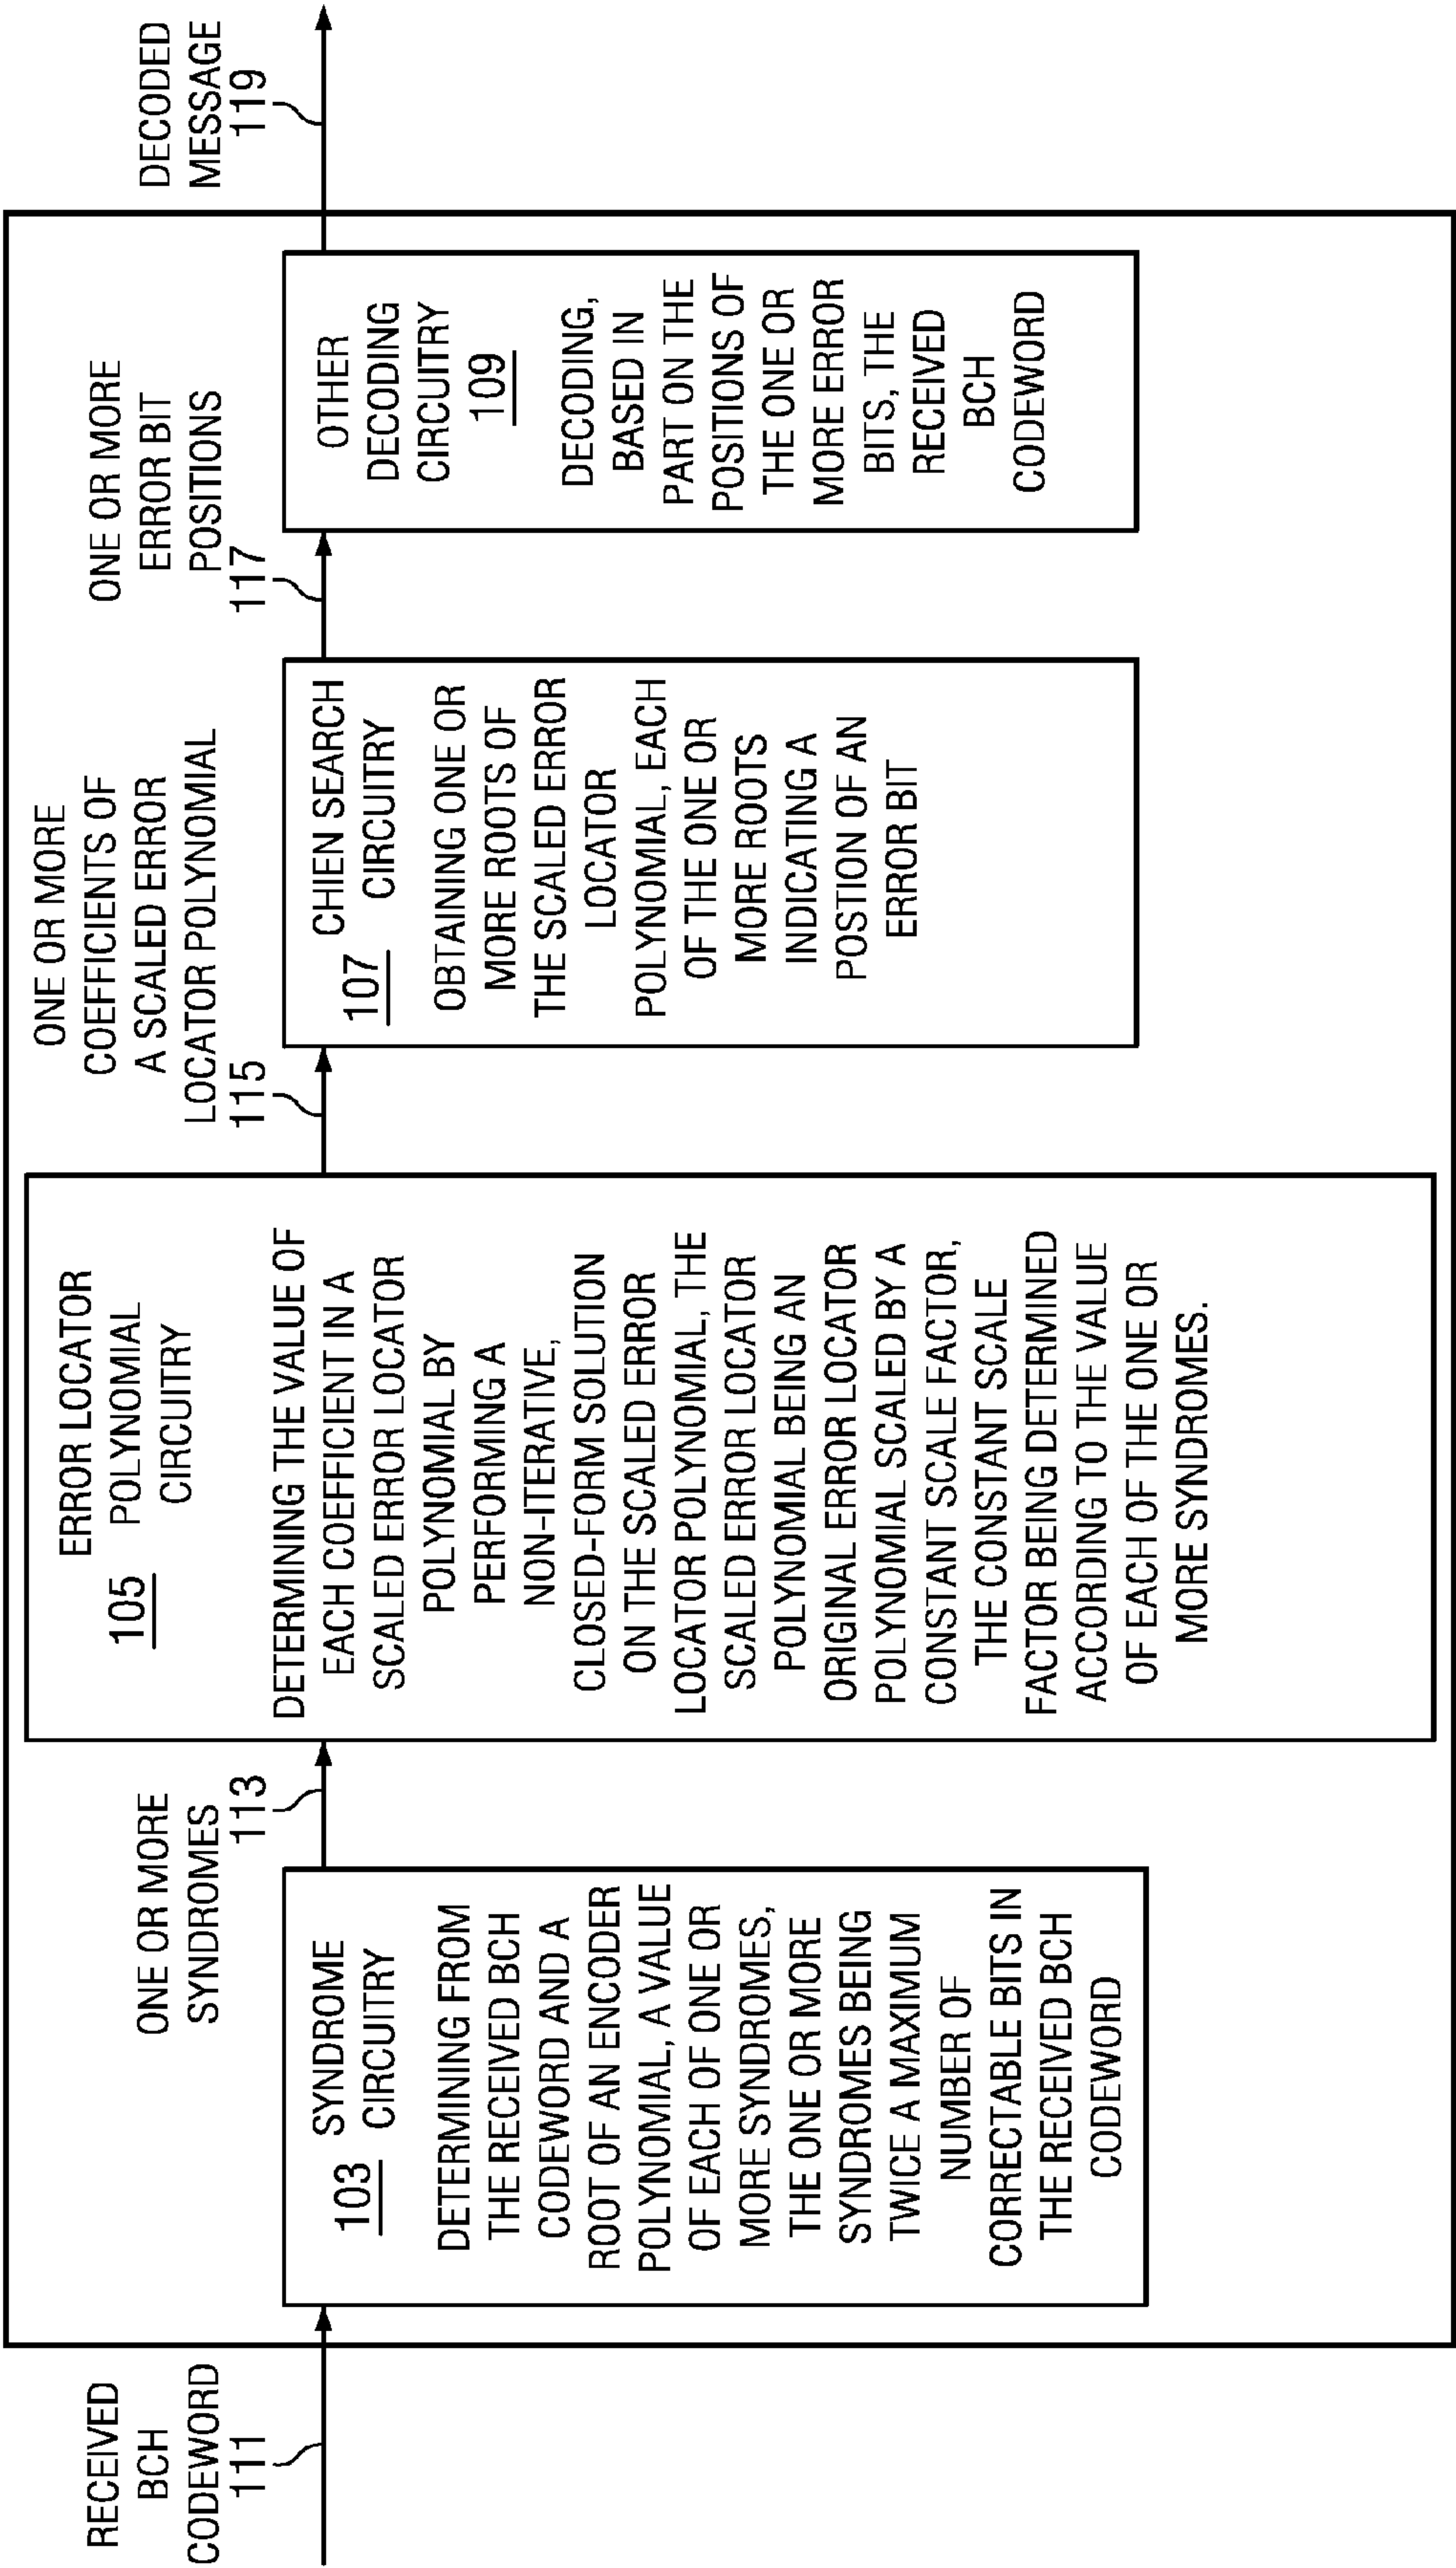 RECEIVED
BCH
CODEWORD
111
103
SYNDROME
CIRCUITRY
DETERMINING FROM
THE RECEIVED BCH
CODEWORD AND A
ROOT OF AN ENCODER
POLYNOMIAL, A VALUE
OF EACH OF ONE OR
MORE SYNDROMES,
THE ONE OR MORE
SYNDROMES BEING
TWICE A MAXIMUM
NUMBER OF
CORRECTABLE BITS IN
THE RECEIVED BCH
CODEWORD
ONE OR MORE
SYNDROMES
113
ERROR LOCATOR
105 POLYNOMIAL
CIRCUITRY
DETERMINING THE VALUE OF
EACH COEFFICIENT IN A
SCALED ERROR LOCATOR
POLYNOMIAL BY
PERFORMING A
NON-ITERATIVE,
CLOSED-FORM SOLUTION
ON THE SCALED ERROR
LOCATOR POLYNOMIAL, THE
SCALED ERROR LOCATOR
POLYNOMIAL BEING AN
ORIGINAL ERROR LOCATOR
POLYNOMIAL SCALED BY A
CONSTANT SCALE FACTOR,
THE CONSTANT SCALE
FACTOR BEING DETERMINED
ACCORDING TO THE VALUE
OF EACH OF THE ONE OR
MORE SYNDROMES.
ONE OR MORE
COEFFICIENTS OF
A SCALED ERROR
LOCATOR POLYNOMIAL
115
CHIEN SEARCH
107 CIRCUITRY
OBTAINING ONE OR
MORE ROOTS OF
THE SCALED ERROR
LOCATOR
POLYNOMIAL, EACH
OF THE ONE OR
MORE ROOTS
INDICATING A
POSTION OF AN
ERROR BIT
ONE OR MORE
ERROR BIT
POSITIONS
117
OTHER
DECODING
CIRCUITRY
109
DECODING,
BASED IN
PART ON THE
POSITIONS OF
THE ONE OR
MORE ERROR
BITS, THE
RECEIVED
BCH
CODEWORD
DECODED
MESSAGE
119